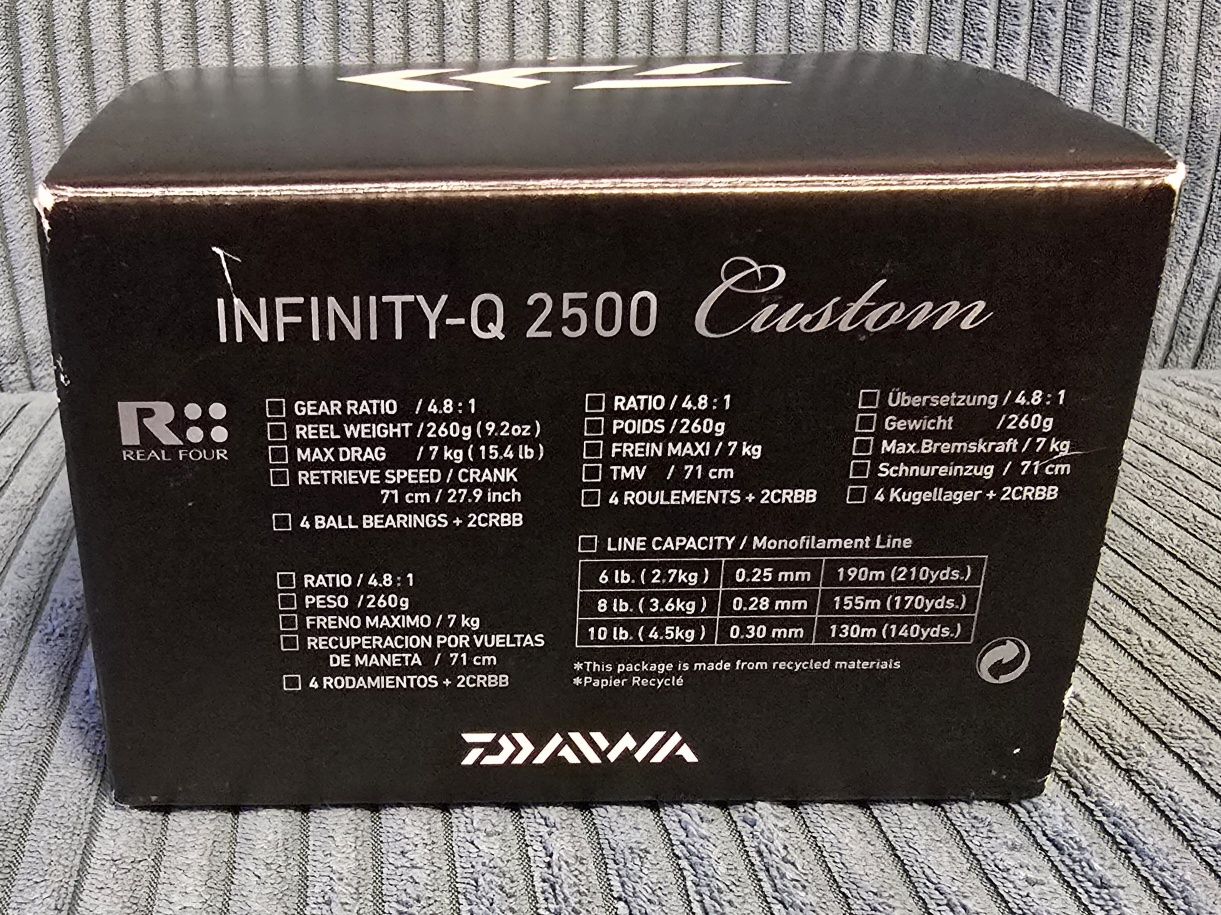 INFINITY-Q 2500 Custom
R
REAL FOUR
GEAR RATIO / 4.8 : 1
REEL WEIGHT / 260g ( 9.2oz )
MAX DRAG / 7 kg ( 15.4 lb )
RETRIEVE SPEED / CRANK
71 cm / 27.9 inch
4 BALL BEARINGS + 2CRBB
RATIO / 4.8 : 1
POIDS / 260g
FREIN MAXI / 7 kg
TMV / 71 cm
4 ROULEMENTS + 2CRBB
Übersetzung / 4.8 : 1
Gewicht / 260g
Max.Bremskraft / 7 kg
Schnureinzug / 71 cm
4 Kugellager + 2CRBB
RATIO / 4.8 : 1
PESO / 260g
FRENO MAXIMO / 7 kg
RECUPERACION POR VUELTAS
DE MANETA / 71 cm
4 RODAMIENTOS + 2CRBB
LINE CAPACITY / Monofilament Line
6 lb. ( 2.7kg ) 0.25 mm 190m (210yds.)
8 lb. ( 3.6kg ) 0.28 mm 155m (170yds.)
10 lb. ( 4.5kg ) 0.30 mm 130m (140yds.)
*This package is made from recycled materials
*Papier Recyclé
DAIWA